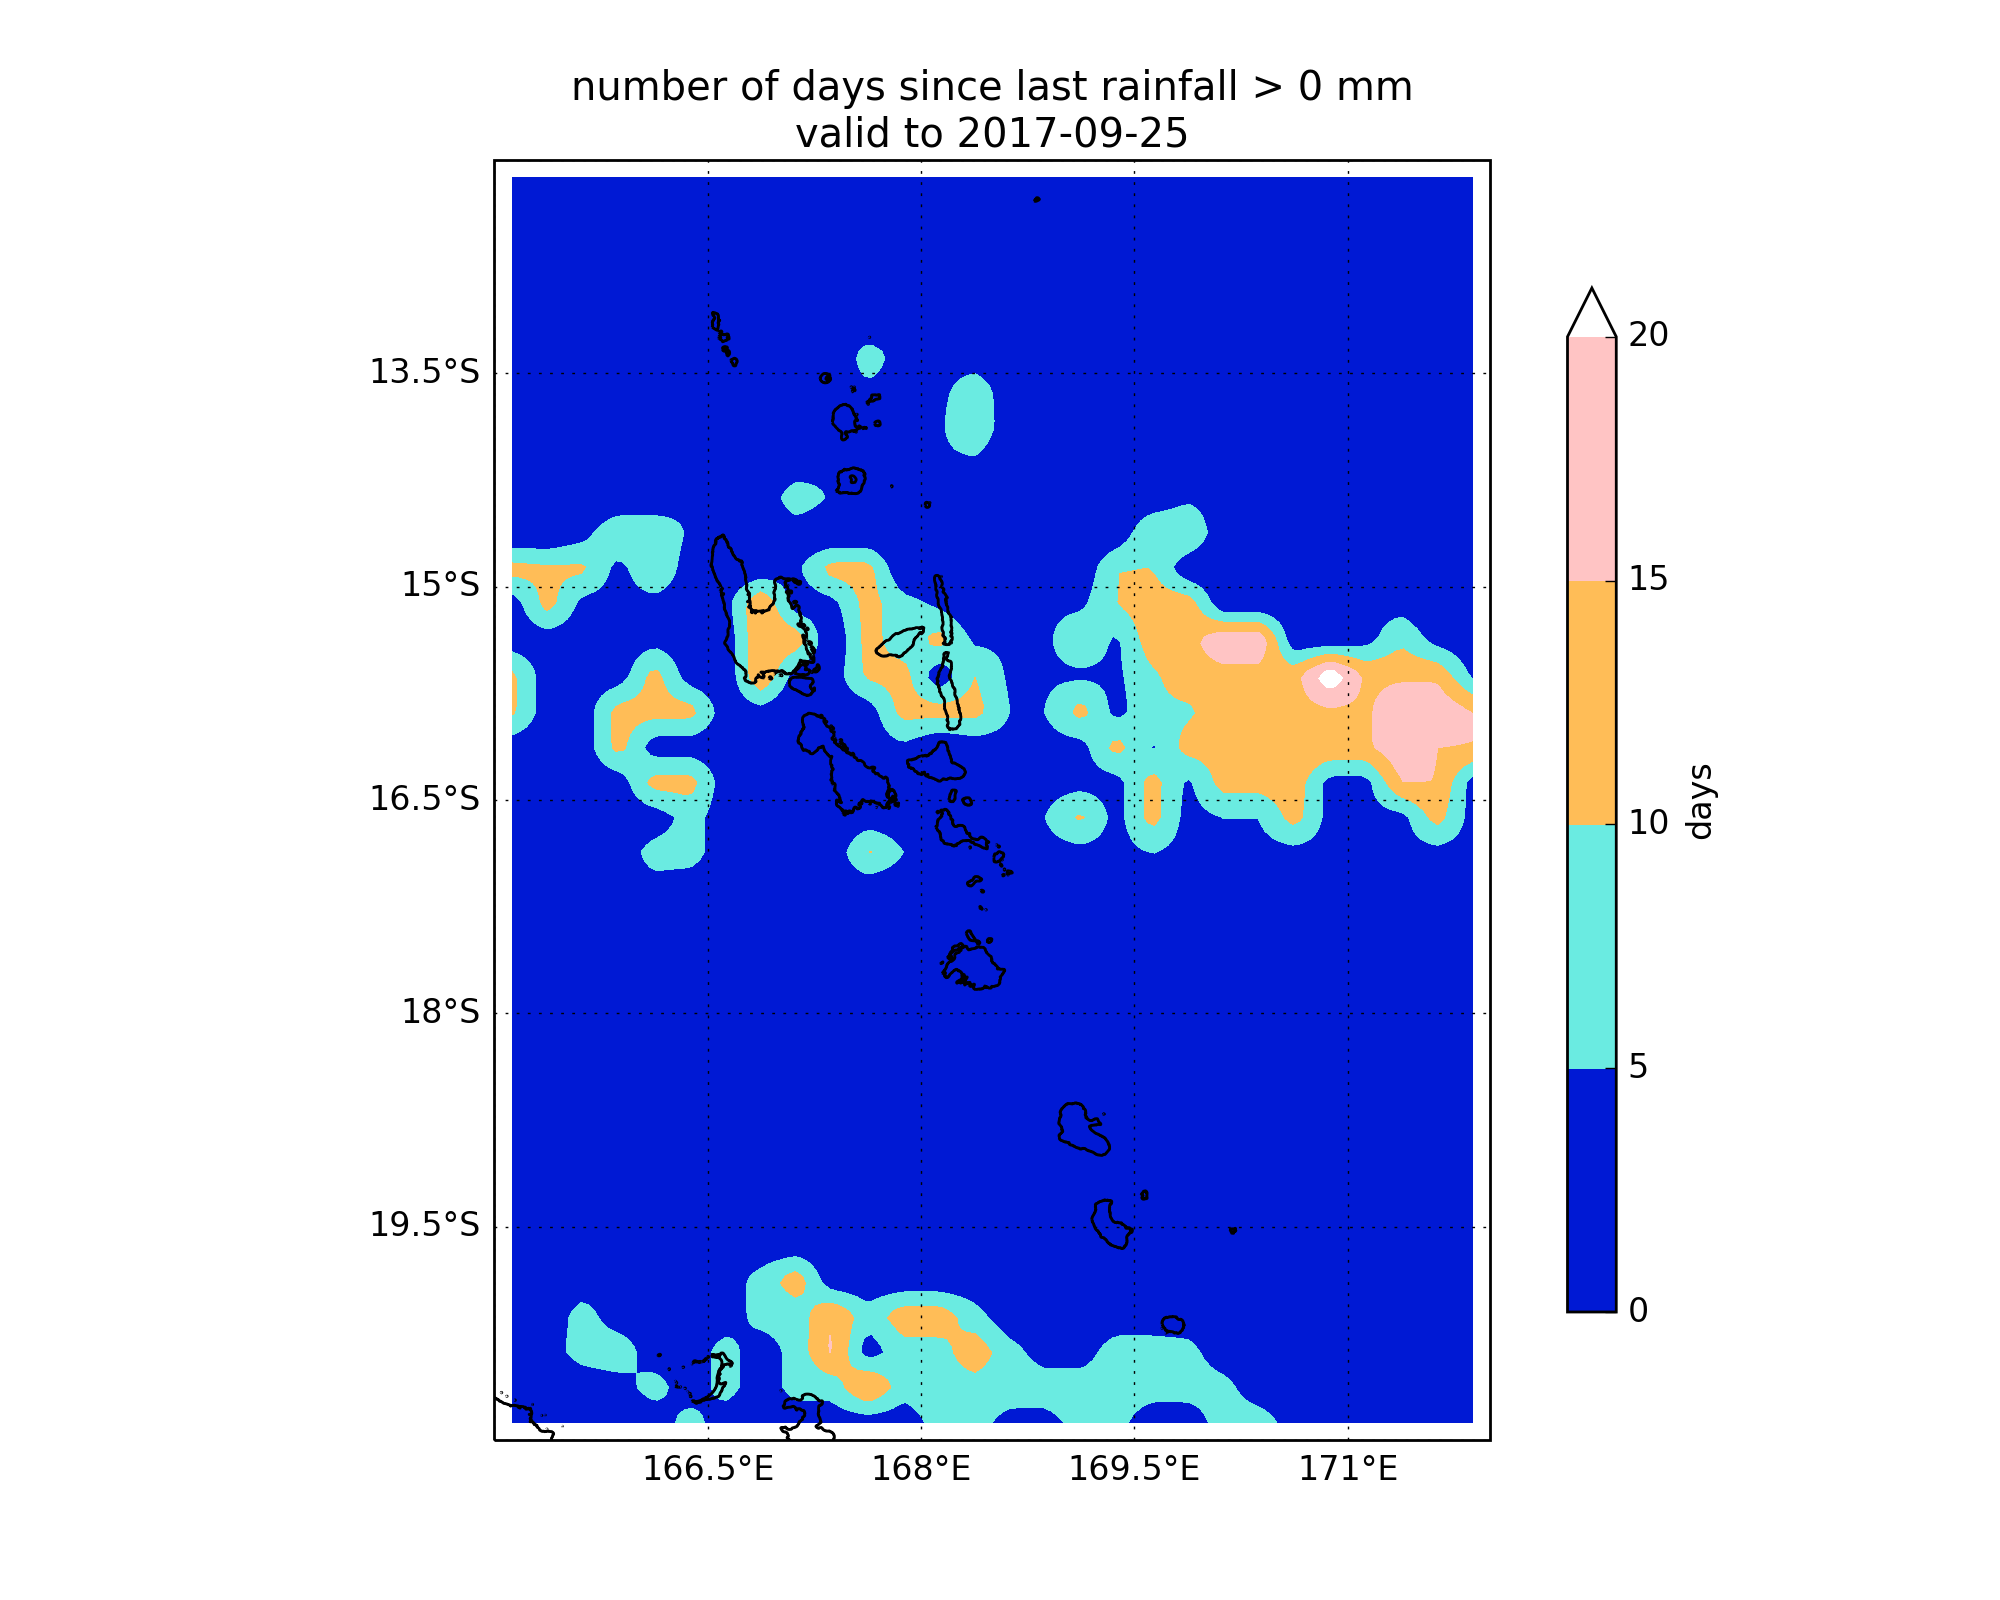 number of days since last rainfall > 0 mm
valid to 2017-09-25
13.5°S
15°S
16.5°S
18°S
19.5°S
166.5°E
168°E
169.5°E
171°E
20
15
10
5
0
days